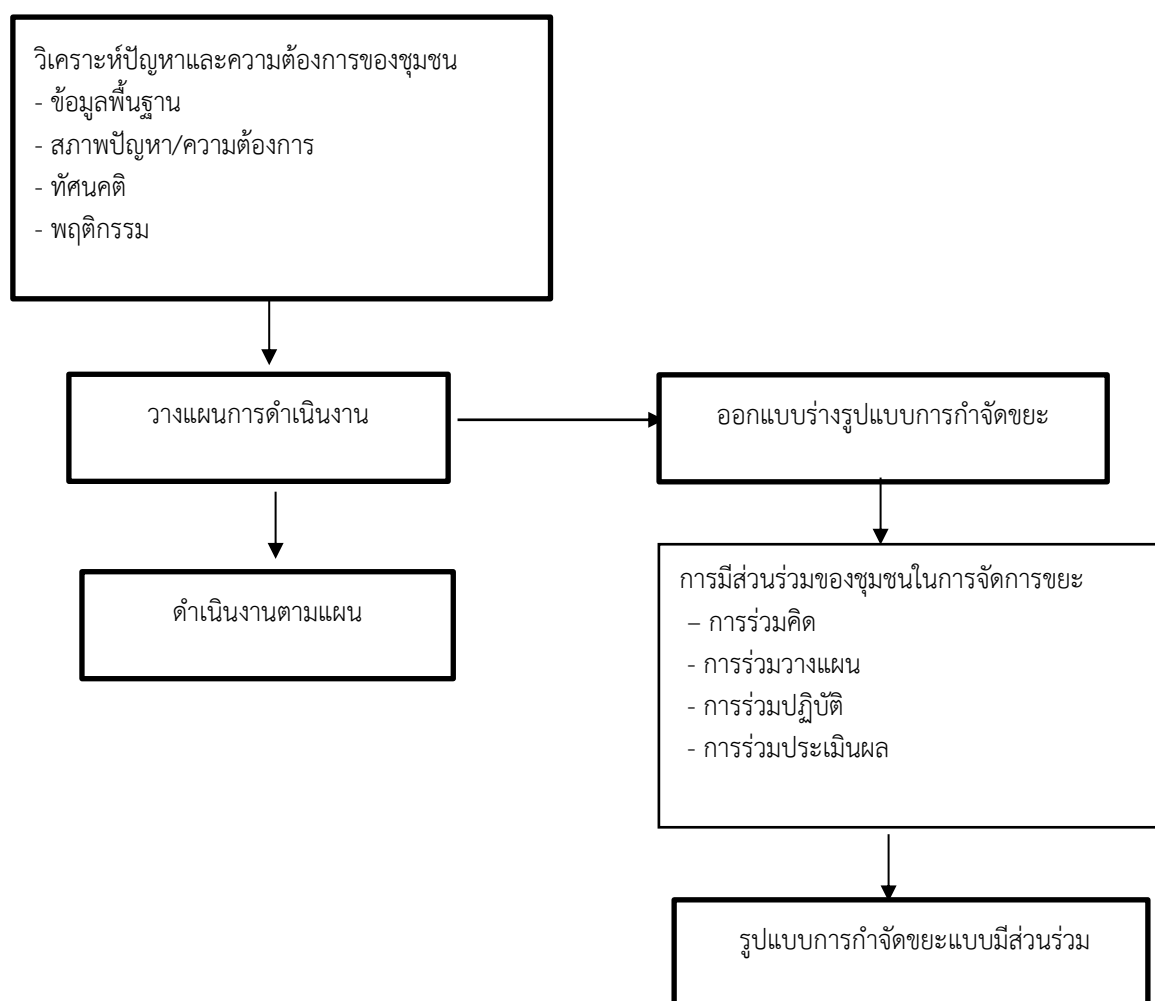 วิเคราะห์ปัญหาและความต้องการของชุมชน
- ข้อมูลพื้นฐาน
- สภาพปัญหา/ความต้องการ
- ทัศนคติ
- พฤติกรรม
วางแผนการดำเนินงาน
ออกแบบร่างรูปแบบการกำจัดขยะ
ดำเนินงานตามแผน
การมีส่วนร่วมของชุมชนในการจัดการขยะ
– การร่วมคิด
- การร่วมวางแผน
- การร่วมปฏิบัติ
- การร่วมประเมินผล
รูปแบบการกำจัดขยะแบบมีส่วนร่วม